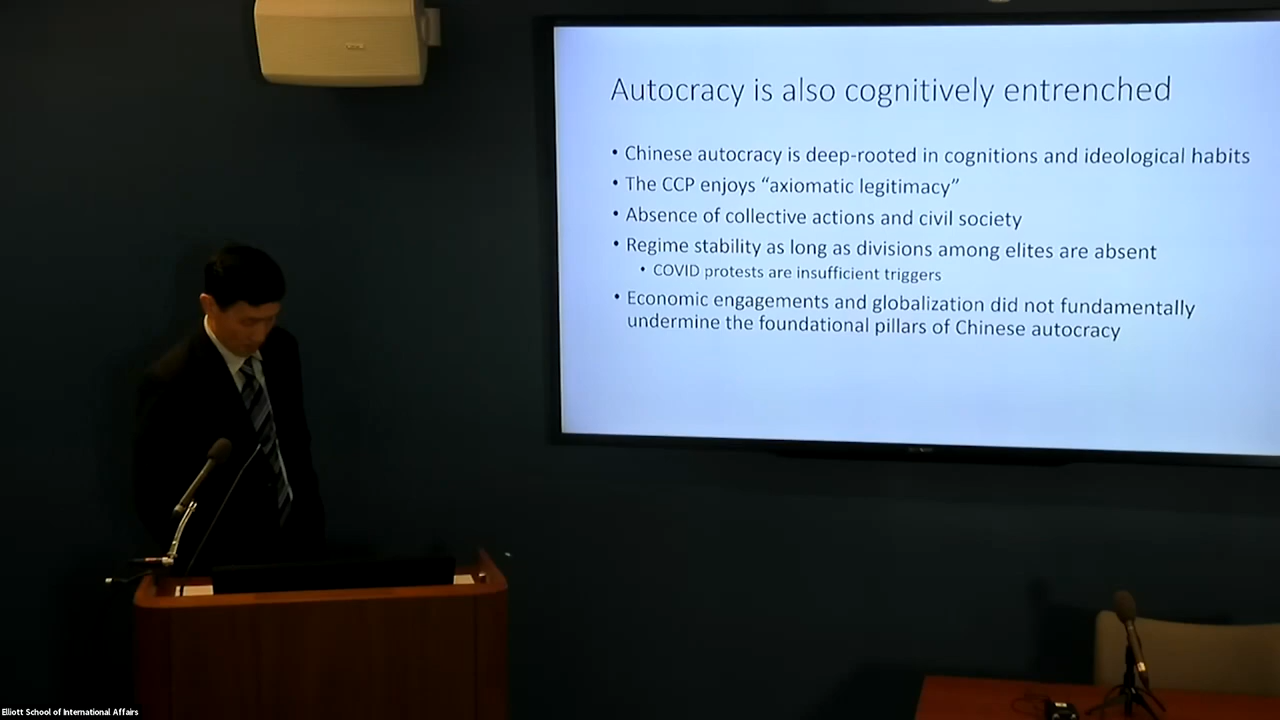 Autocracy is also cognitively entrenched
• Chinese autocracy is deep-rooted in cognitions and ideological habits
• The CCP enjoys “axiomatic legitimacy”
• Absence of collective actions and civil society
• Regime stability as long as divisions among elites are absent
• COVID protests are insufficient triggers
• Economic engagements and globalization did not fundamentally
undermine the foundational pillars of Chinese autocracy
Elliott School of International Affairs